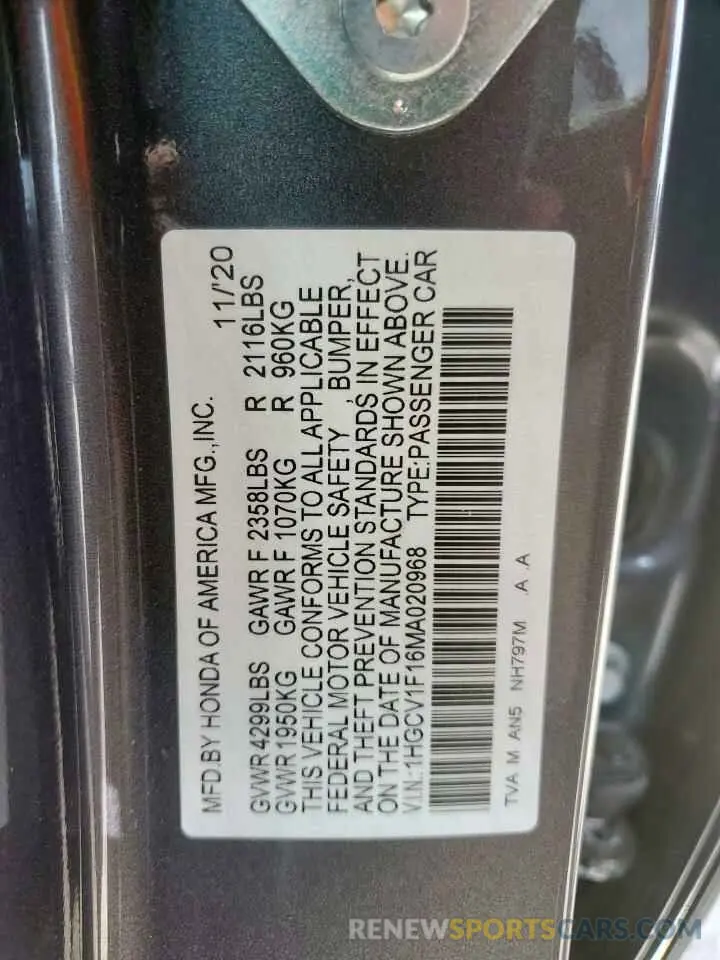 MFD.BY HONDA OF AMERICA MFG.,INC. 11/'20
GVWR 4299LBS GAWR F 2358LBS R 2116LBS
GVWR 1950KG GAWR F 1070KG R 960KG
THIS VEHICLE CONFORMS TO ALL APPLICABLE
FEDERAL MOTOR VEHICLE SAFETY , BUMPER,
AND THEFT PREVENTION STANDARDS IN EFFECT
ON THE DATE OF MANUFACTURE SHOWN ABOVE.
V.I.N.:1HGCV1F16MA020968 TYPE:PASSENGER CAR
TVA M AN5 NH797M .A .A
RENEWSPORTSCARS.COM